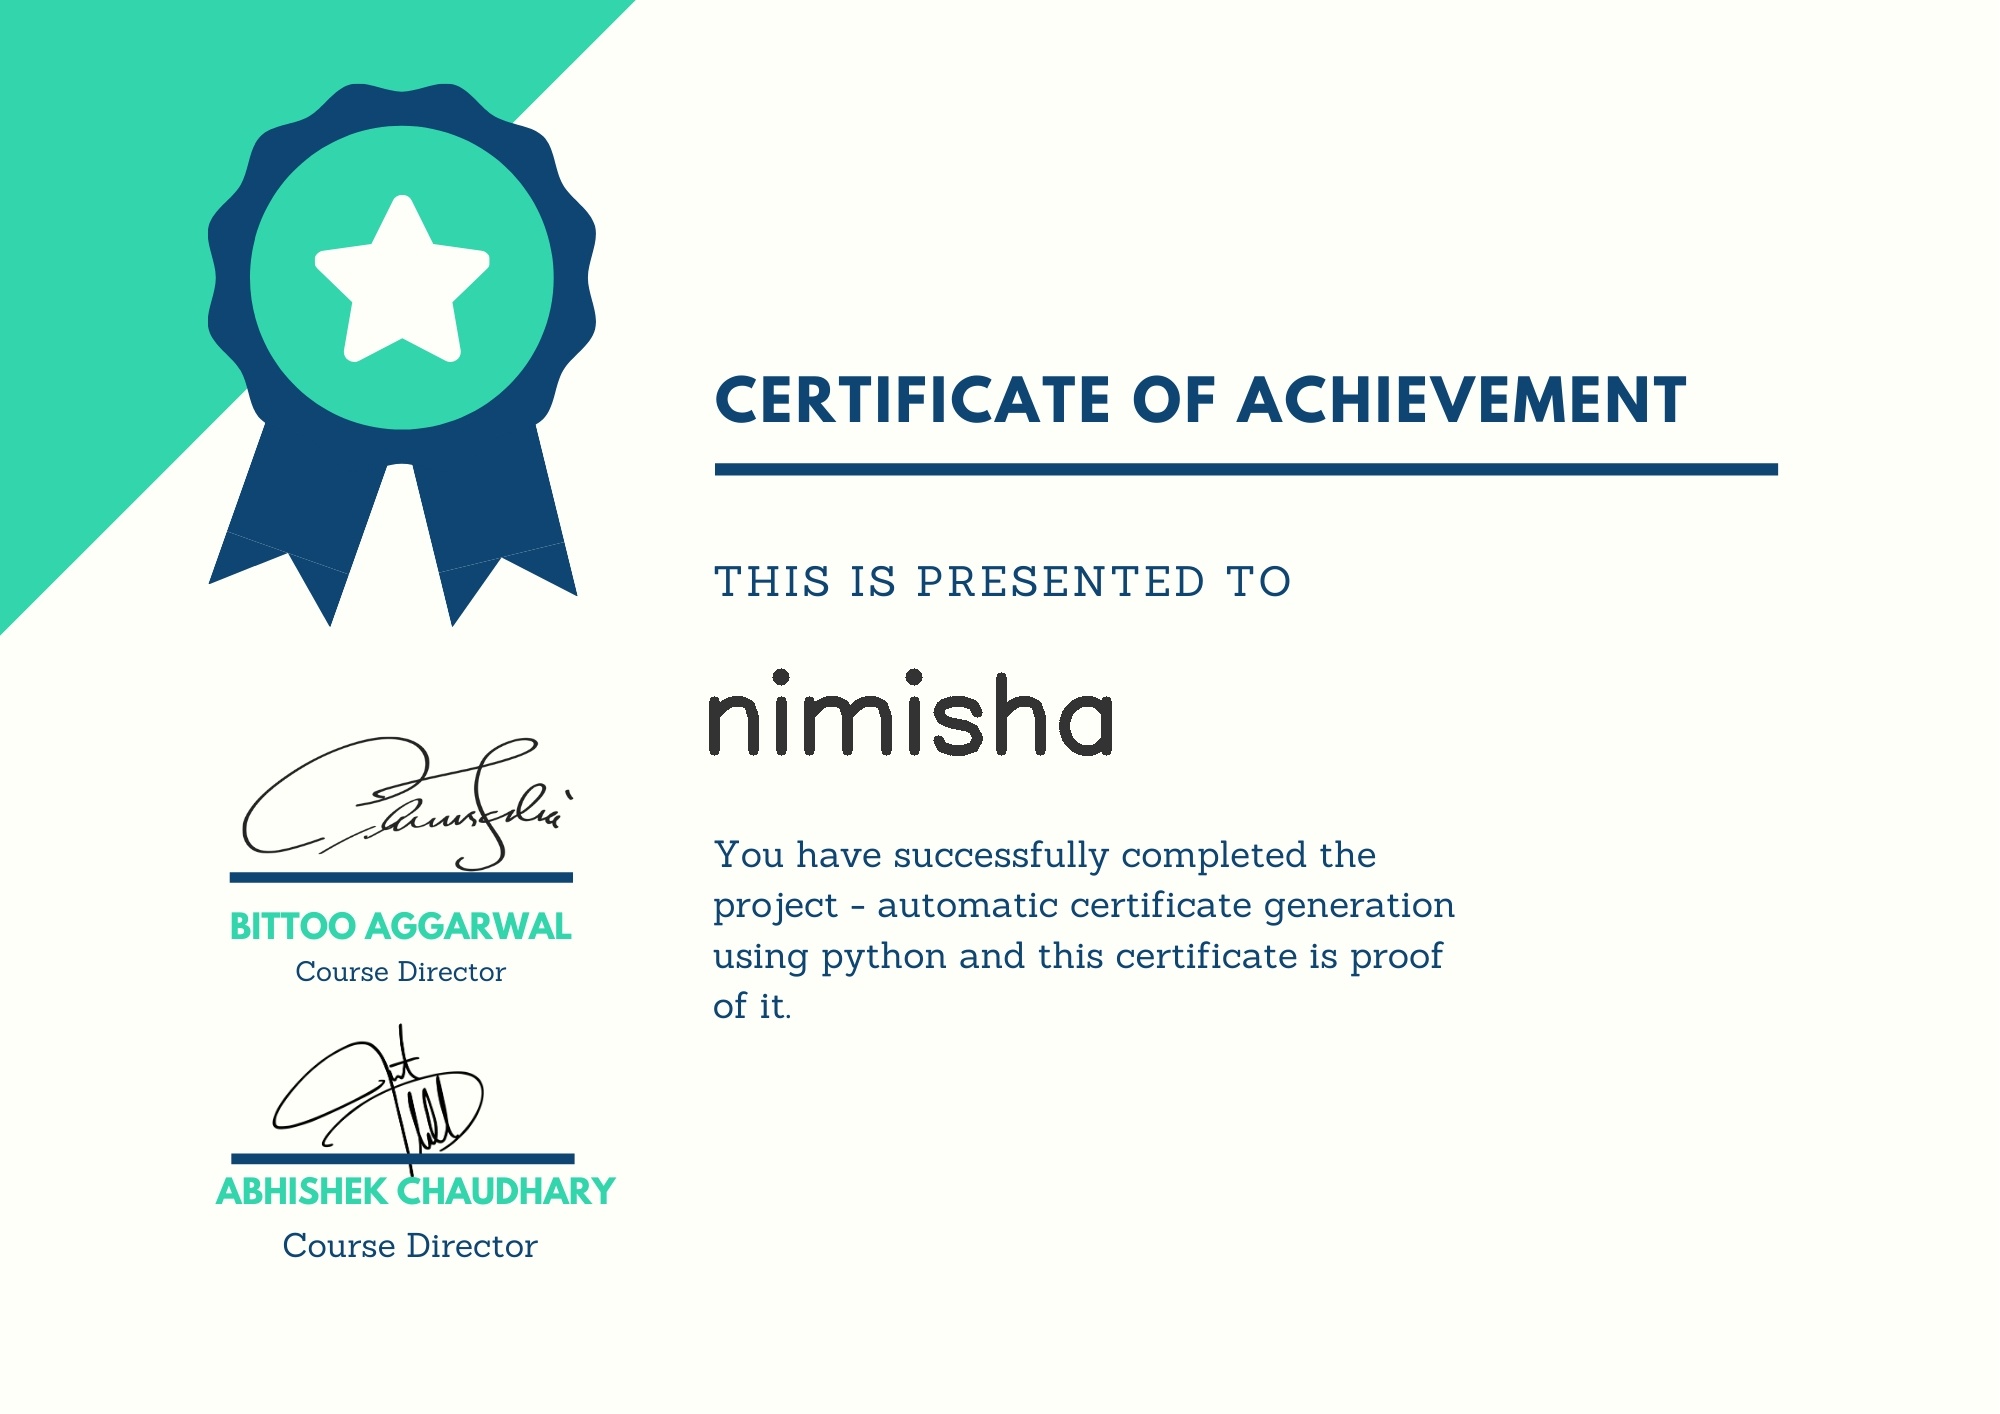 CERTIFICATE OF ACHIEVEMENT
THIS IS PRESENTED TO
nimisha
You have successfully completed the
project - automatic certificate generation
using python and this certificate is proof
of it.
BITTOO AGGARWAL
Course Director
ABHISHEK CHAUDHARY
Course Director